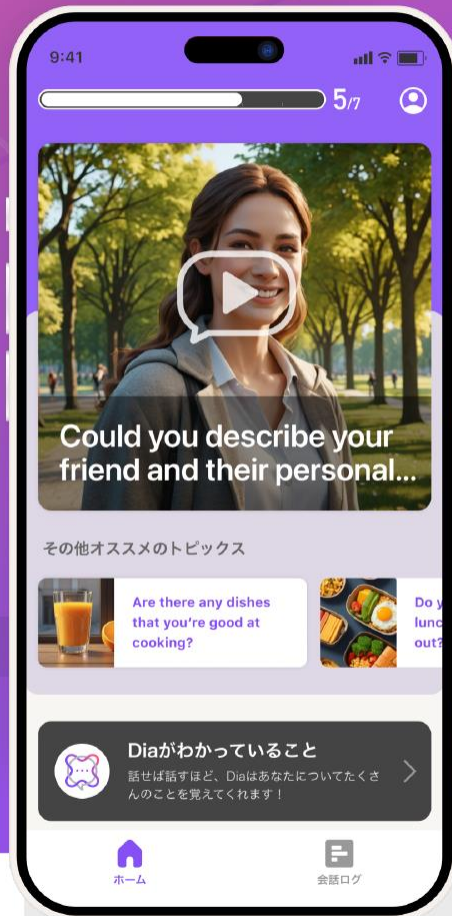 9:41
5/7
Could you describe your
friend and their personal...
その他オススメのトピックス
Are there any dishes
that you're good at
cooking?
Do y
lunc
out?
Diaがわかっていること
話せば話すほど、Diaはあなたについてたくさ
んのことを覚えてくれます！
ホーム
会話ログ